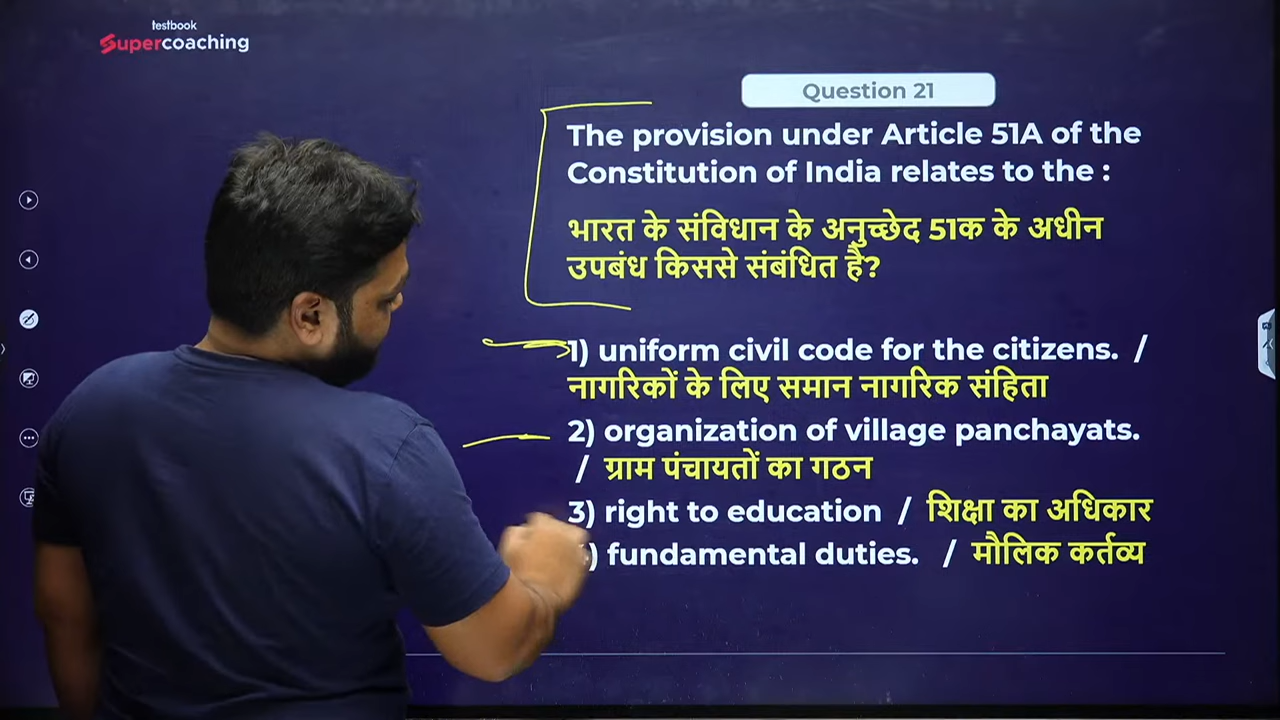 testbook
Supercoaching
Question 21
The provision under Article 51A of the
Constitution of India relates to the :
भारत के संविधान के अनुच्छेद 51क के अधीन
उपबंध किससे संबंधित है?
1) uniform civil code for the citizens. /
नागरिकों के लिए समान नागरिक संहिता
2) organization of village panchayats.
/ ग्राम पंचायतों का गठन
3) right to education / शिक्षा का अधिकार
) fundamental duties. / मौलिक कर्तव्य